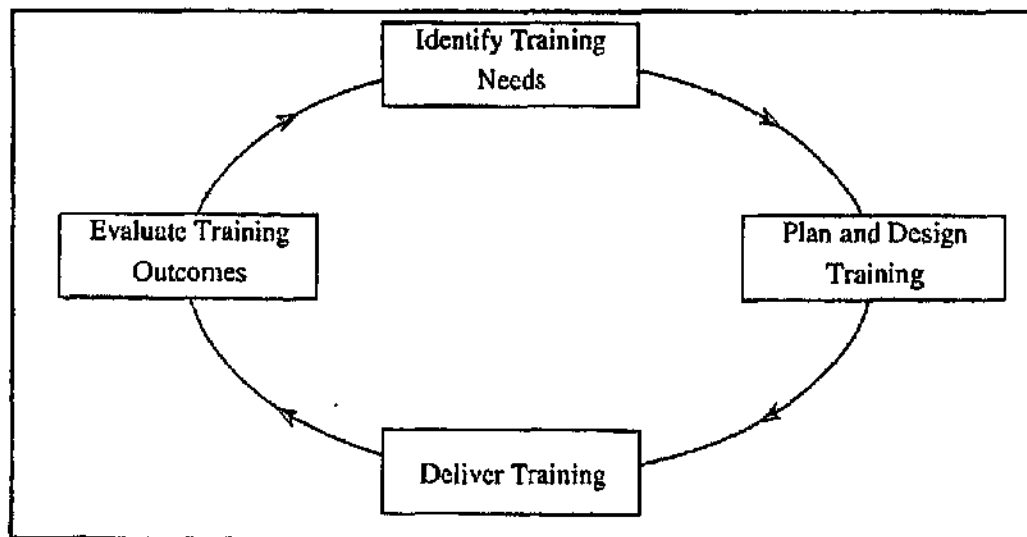 Identify Training
Needs
Plan and Design
Training
Deliver Training
Evaluate Training
Outcomes